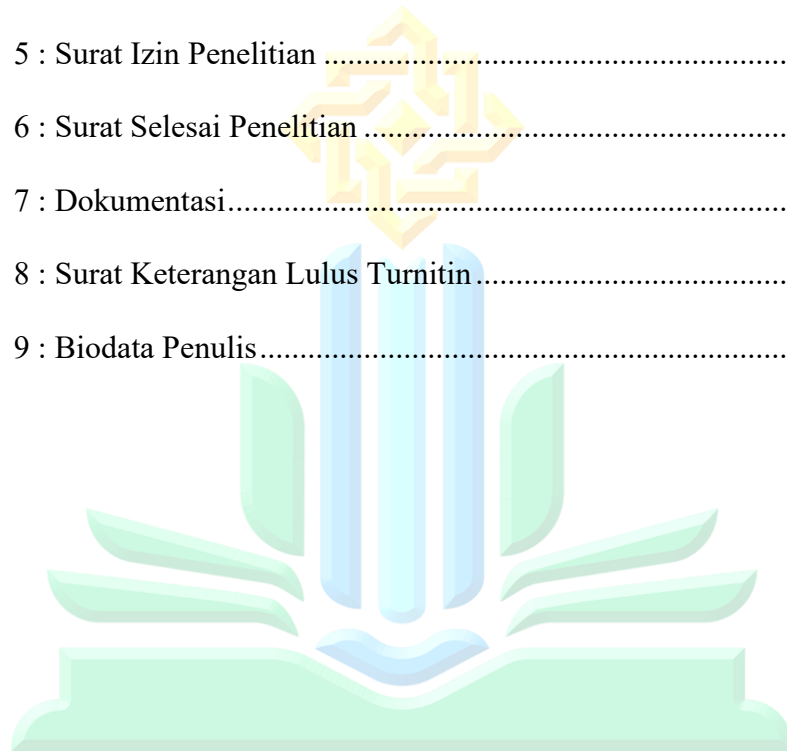 5 : Surat Izin Penelitian ..........................................................
6 : Surat Selesai Penelitian .....................................................
7 : Dokumentasi......................................................................
8 : Surat Keterangan Lulus Turnitin .......................................
9 : Biodata Penulis..................................................................